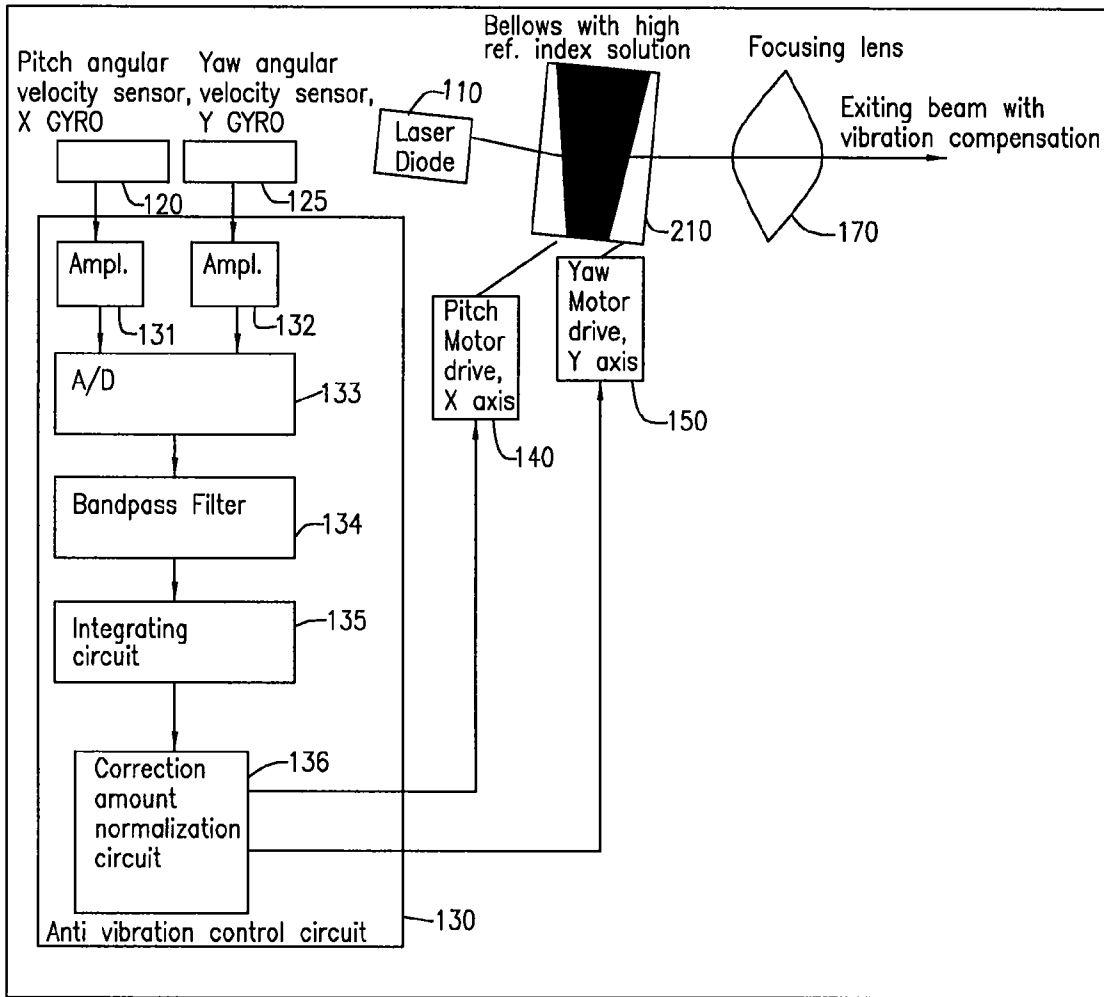 Pitch angular
velocity sensor,
X GYRO
Yaw angular
velocity sensor,
Y GYRO
120
125
110
Laser
Diode
Bellows with high
ref. index solution
210
Focusing lens
170
Exiting beam with
vibration compensation
Ampl.
131
Ampl.
132
A/D
133
Bandpass Filter
134
Integrating
circuit
135
Correction
amount
normalization
circuit
136
Anti vibration control circuit
130
Pitch
Motor
drive,
X axis
140
Yaw
Motor
drive,
Y axis
150